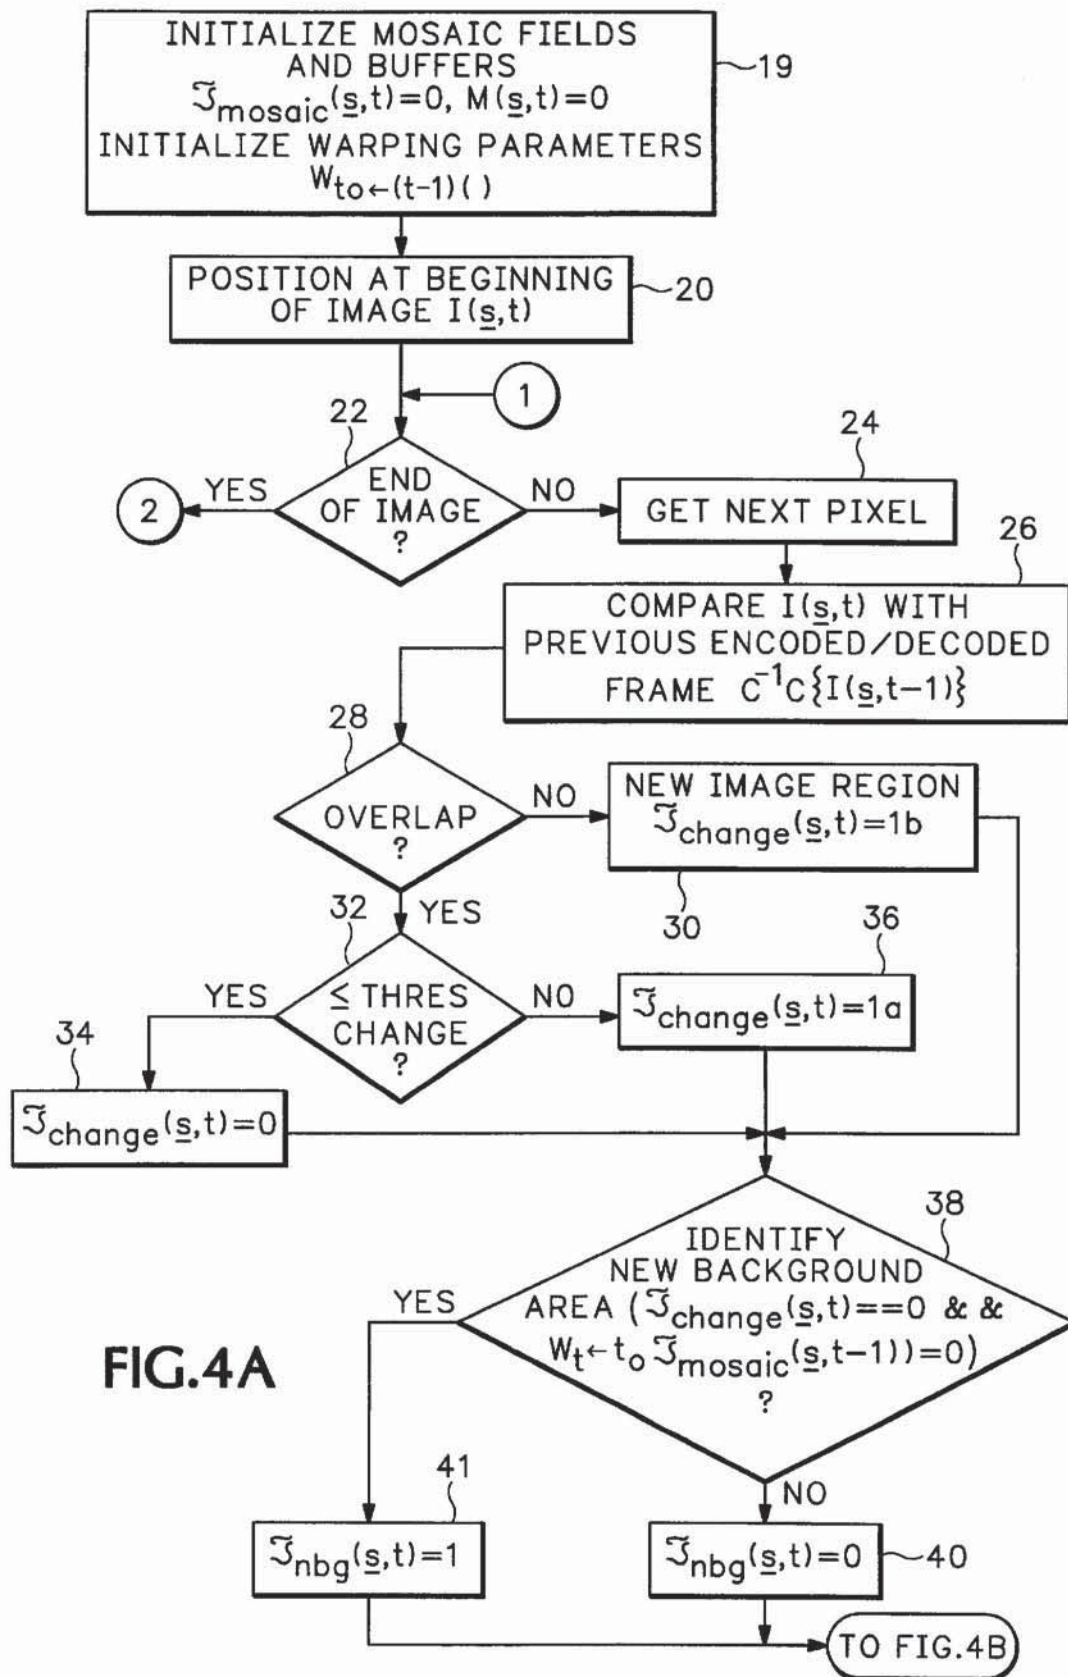 INITIALIZE MOSAIC FIELDS
AND BUFFERS
ℑmosaic(s,t)=0, M(s,t)=0
INITIALIZE WARPING PARAMETERS
Wto←(t-1)()
19
POSITION AT BEGINNING
OF IMAGE I(s,t)
20
1
22
END
OF IMAGE
?
YES
2
NO
24
GET NEXT PIXEL
26
COMPARE I(s,t) WITH
PREVIOUS ENCODED/DECODED
FRAME C⁻¹C{I(s,t-1)}
28
OVERLAP
?
NO
NEW IMAGE REGION
ℑchange(s,t)=1b
30
YES
32
≤ THRES
CHANGE
?
YES
NO
36
ℑchange(s,t)=1a
34
ℑchange(s,t)=0
38
IDENTIFY
NEW BACKGROUND
AREA (ℑchange(s,t)==0 & &
Wt←to ℑmosaic(s,t-1))=0)
?
YES
NO
FIG.4A
41
ℑnbg(s,t)=1
ℑnbg(s,t)=0
40
TO FIG.4B